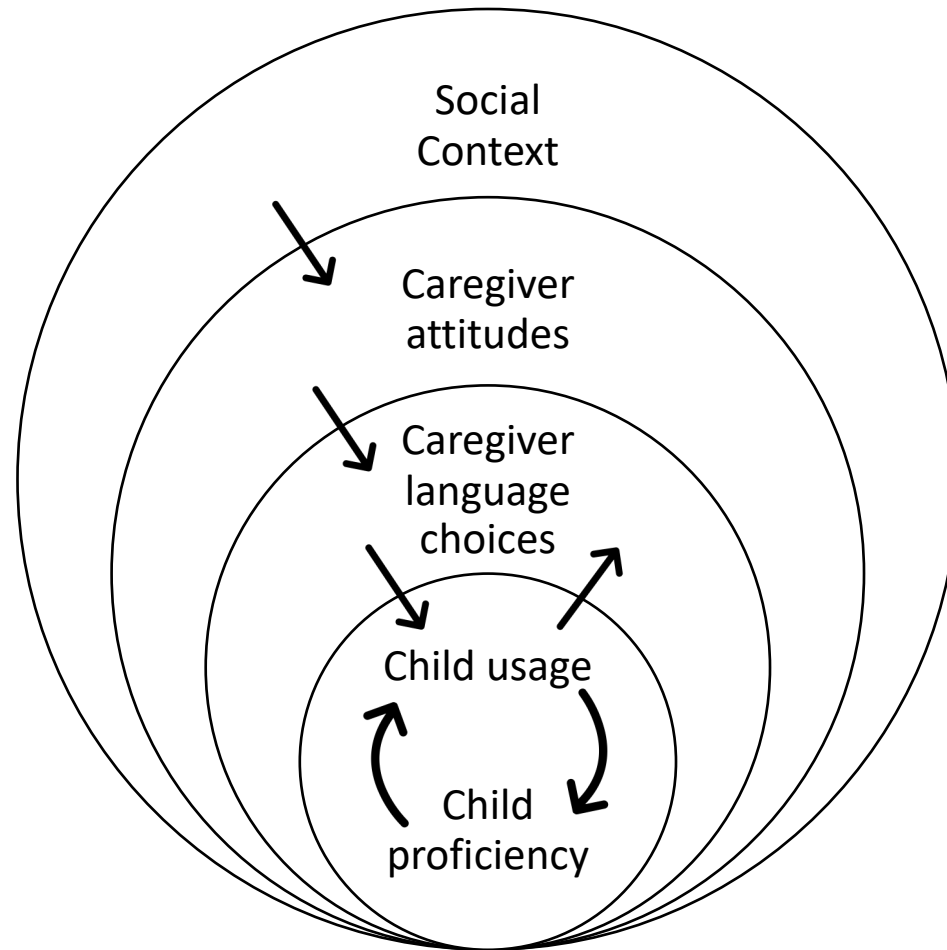 Social
Context
Caregiver
attitudes
Caregiver
language
choices
Child usage
Child
proficiency